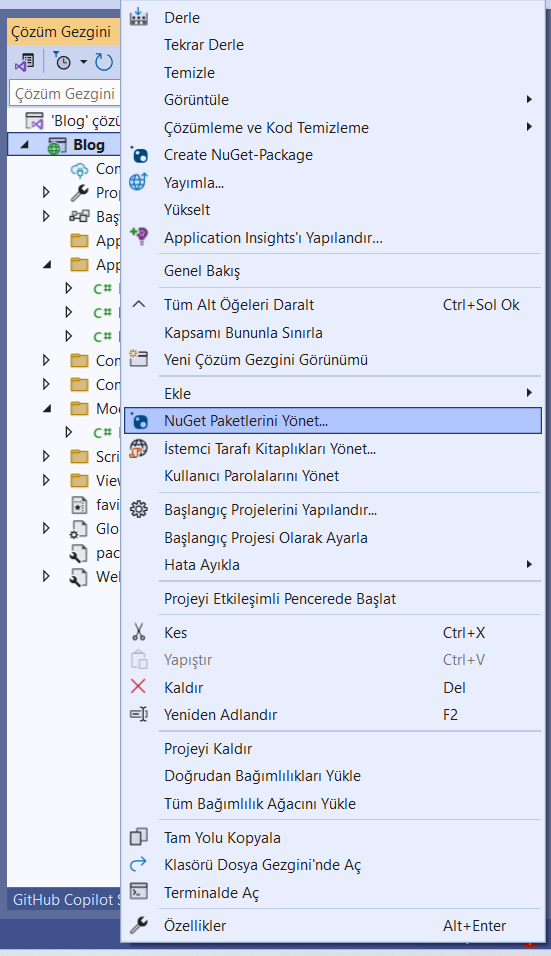 Çözüm Gezgini
Çözüm Gezgini
'Blog' çözü
Blog
Con
Prop
Baş
App
App
C#
C#
C#
Con
Con
Mod
C#
Scri
View
favi
Glo
pac
Wel
GitHub Copilot S
Derle
Tekrar Derle
Temizle
Görüntüle
Çözümleme ve Kod Temizleme
Create NuGet-Package
Yayımla...
Yükselt
Application Insights'ı Yapılandır...
Genel Bakış
Tüm Alt Öğeleri Daralt Ctrl+Sol Ok
Kapsamı Bununla Sınırla
Yeni Çözüm Gezgini Görünümü
Ekle
NuGet Paketlerini Yönet...
İstemci Tarafı Kitaplıkları Yönet...
Kullanıcı Parolalarını Yönet
Başlangıç Projelerini Yapılandır...
Başlangıç Projesi Olarak Ayarla
Hata Ayıkla
Projeyi Etkileşimli Pencerede Başlat
Kes Ctrl+X
Yapıştır Ctrl+V
Kaldır Del
Yeniden Adlandır F2
Projeyi Kaldır
Doğrudan Bağımlılıkları Yükle
Tüm Bağımlılık Ağacını Yükle
Tam Yolu Kopyala
Klasörü Dosya Gezgini'nde Aç
Terminalde Aç
Özellikler Alt+Enter